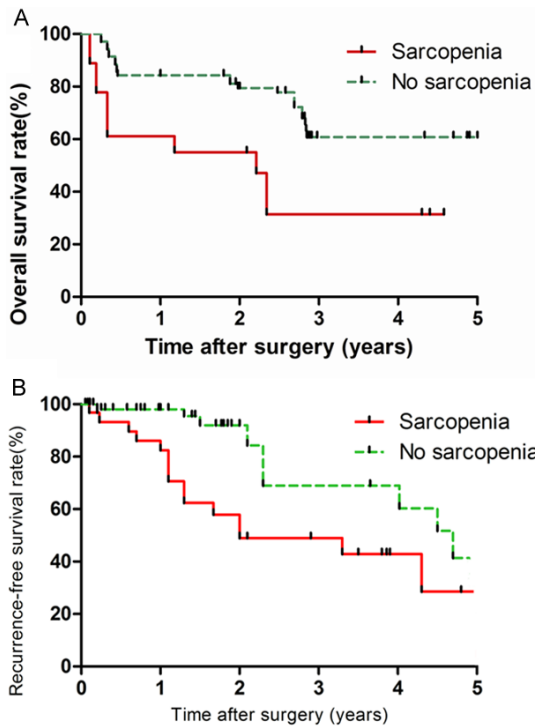 A
100
80
60
40
20
0
Overall survival rate(%)
Sarcopenia
No sarcopenia
0 1 2 3 4 5
Time after surgery (years)
B
100
80
60
40
20
0
Recurrence-free survival rate(%)
Sarcopenia
No sarcopenia
0 1 2 3 4 5
Time after surgery (years)